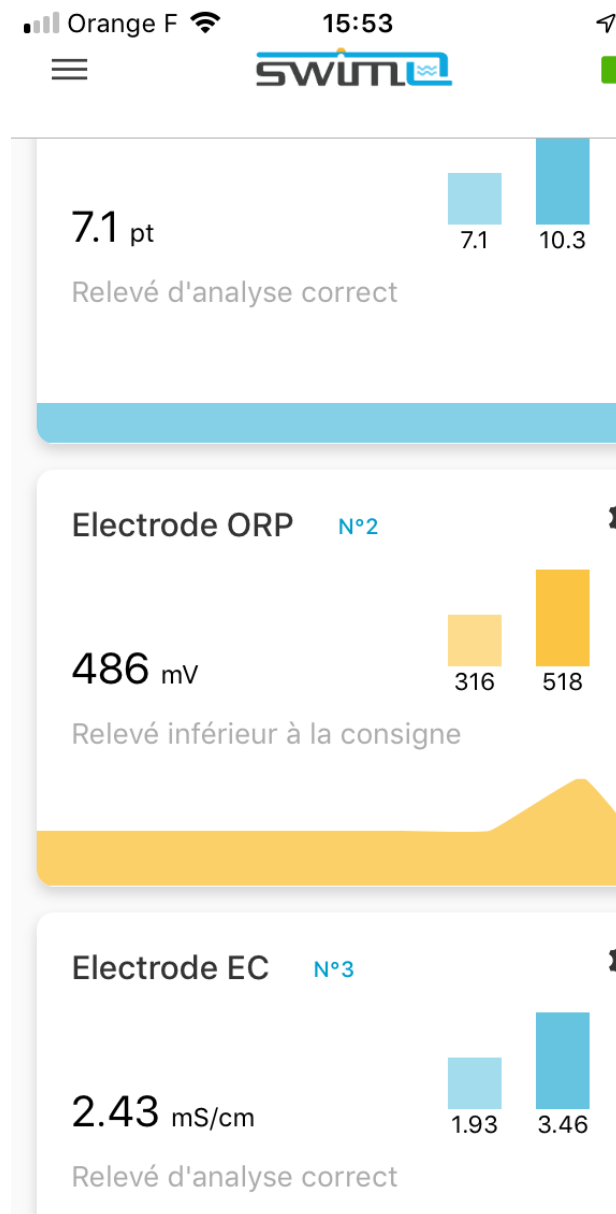 Orange F 15:53
swim
7.1 pt
7.1 10.3
Relevé d'analyse correct
Electrode ORP N°2
486 mV
316 518
Relevé inférieur à la consigne
Electrode EC N°3
2.43 mS/cm
1.93 3.46
Relevé d'analyse correct